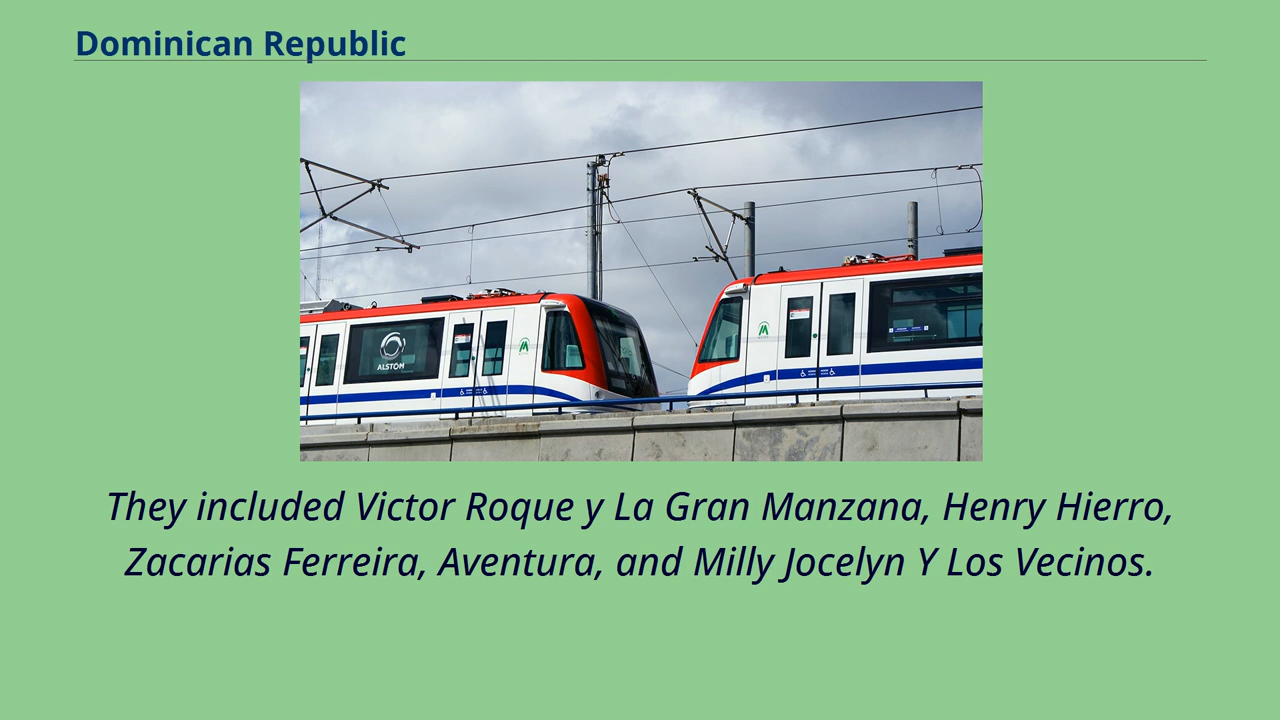 Dominican Republic
ALSTOM
They included Victor Roque y La Gran Manzana, Henry Hierro,
Zacarias Ferreira, Aventura, and Milly Jocelyn Y Los Vecinos.